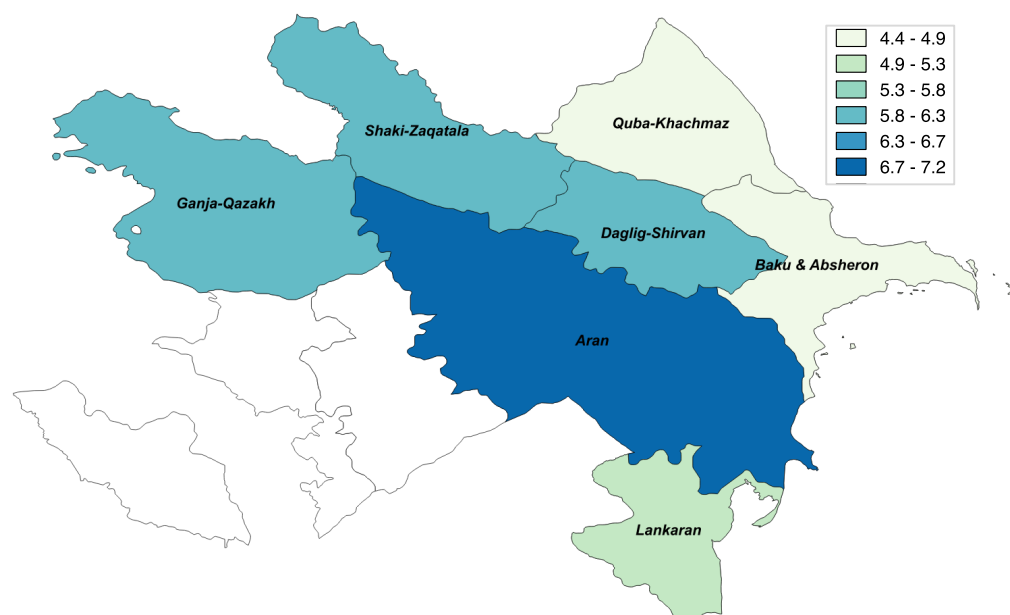 4.4 - 4.9
4.9 - 5.3
5.3 - 5.8
5.8 - 6.3
6.3 - 6.7
6.7 - 7.2
Quba-Khachmaz
Shaki-Zaqatala
Ganja-Qazakh
Daglig-Shirvan
Baku & Absheron
Aran
Lankaran